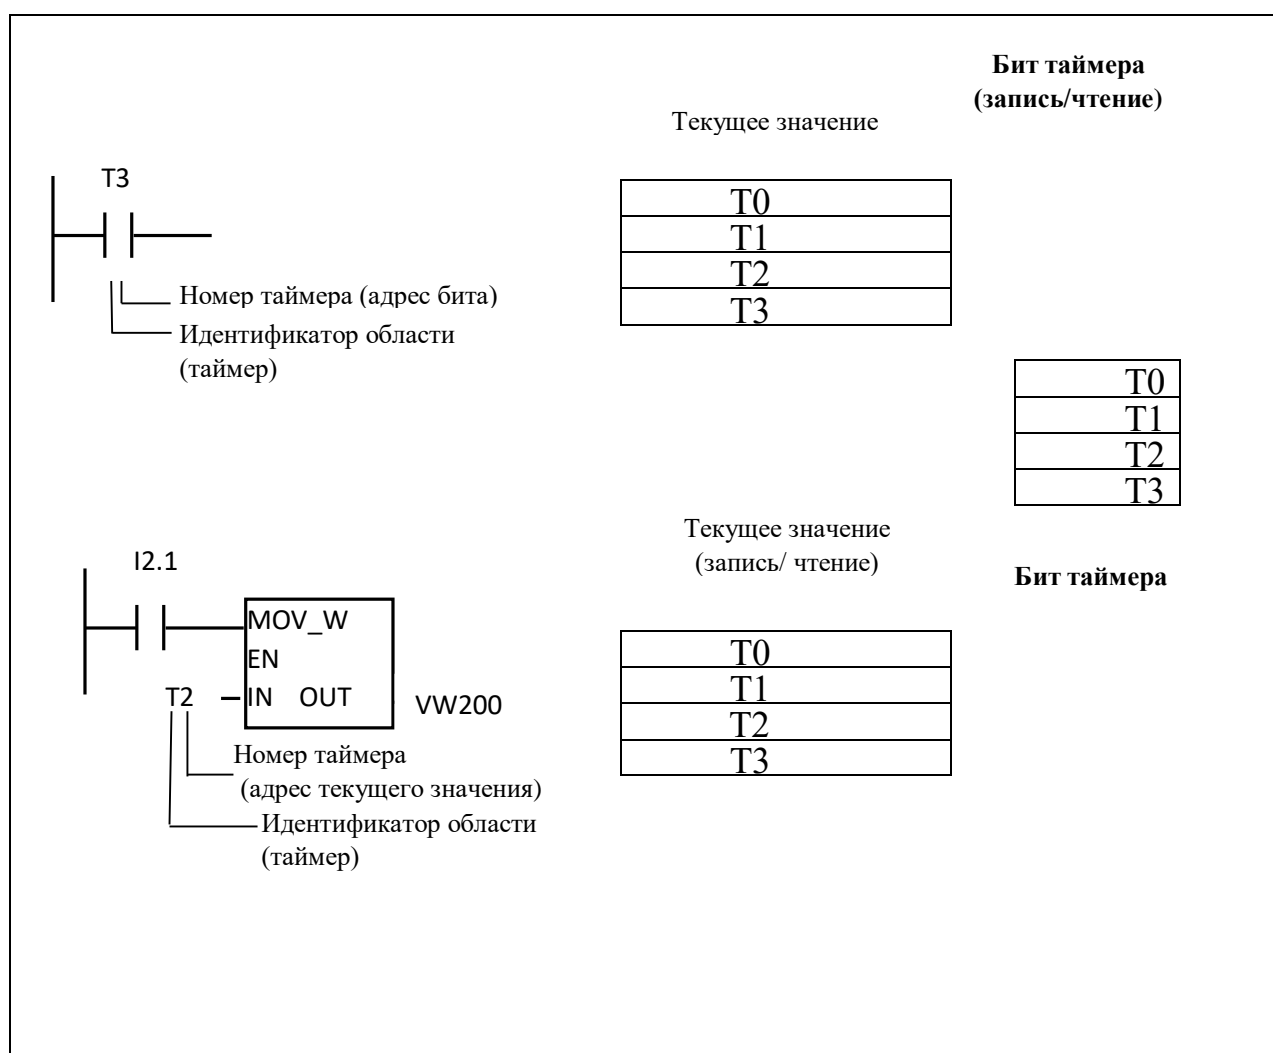 Бит таймера
(запись/чтение)
Текущее значение
T3
T0
T1
T2
T3
Номер таймера (адрес бита)
Идентификатор области
(таймер)
T0
T1
T2
T3
Текущее значение
(запись/ чтение)
Бит таймера
I2.1
MOV_W
EN
T2 IN OUT VW200
T0
T1
T2
T3
Номер таймера
(адрес текущего значения)
Идентификатор области
(таймер)